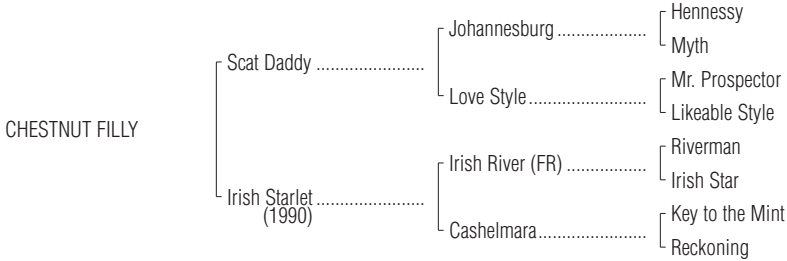 Hennessy
Johannesburg ...................
Myth
Scat Daddy .......................
Mr. Prospector
Love Style.........................
Likeable Style
CHESTNUT FILLY
Riverman
Irish River (FR) .................
Irish Star
Irish Starlet.......................
(1990)
Key to the Mint
Cashelmara.......................
Reckoning